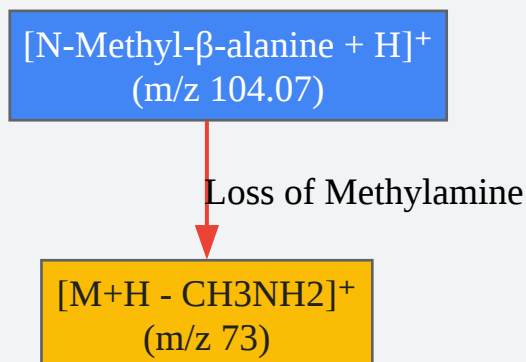 [N-Methyl-β-alanine + H]⁺
(m/z 104.07)
Loss of Methylamine
[M+H - CH3NH2]⁺
(m/z 73)